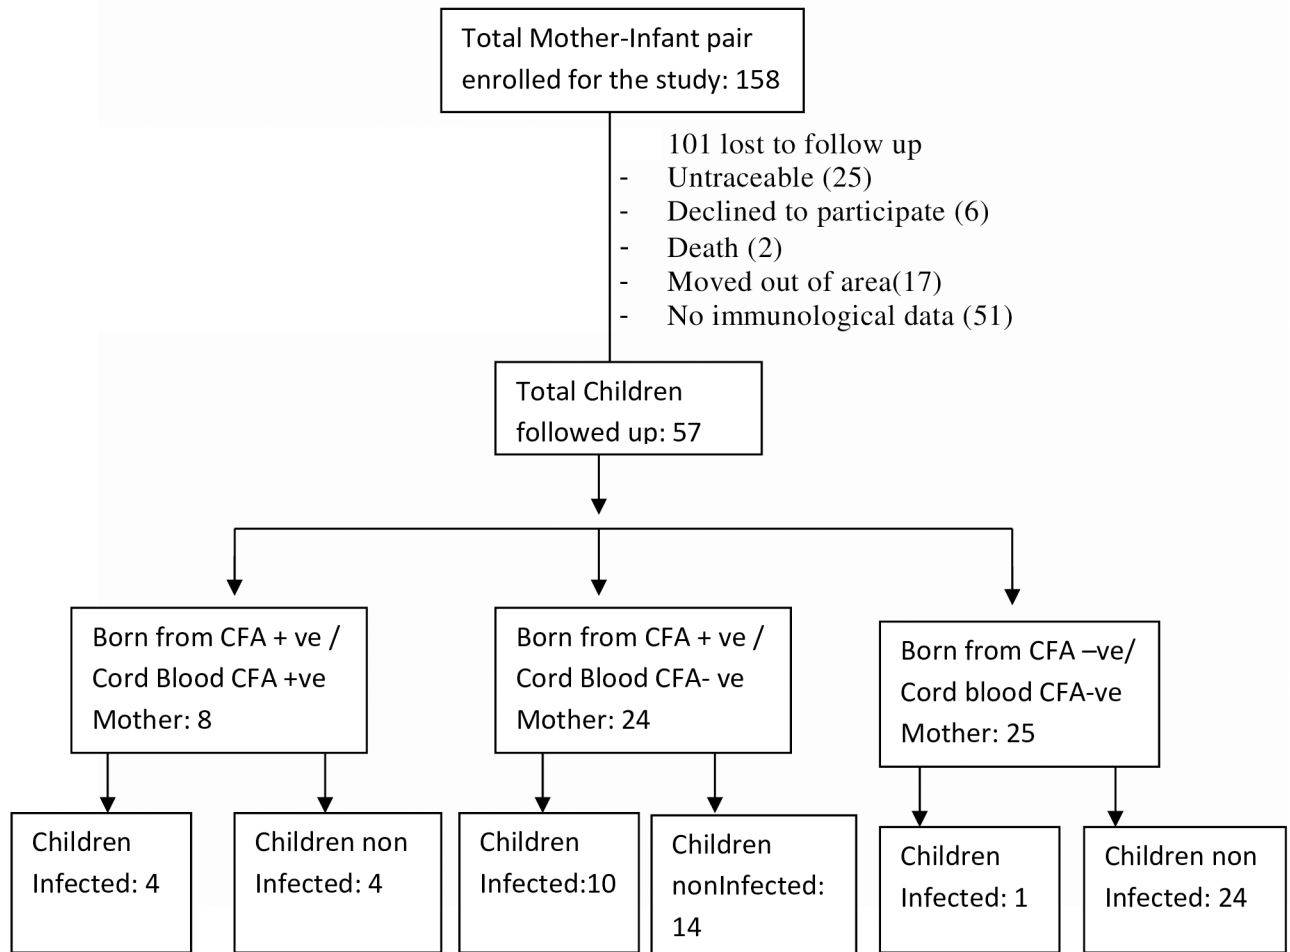 Total Mother-Infant pair
enrolled for the study: 158
101 lost to follow up
- Untraceable (25)
- Declined to participate (6)
- Death (2)
- Moved out of area(17)
- No immunological data (51)
Total Children
followed up: 57
Born from CFA + ve /
Cord Blood CFA +ve
Mother: 8
Born from CFA + ve /
Cord Blood CFA- ve
Mother: 24
Born from CFA –ve/
Cord blood CFA-ve
Mother: 25
Children
Infected: 4
Children non
Infected: 4
Children
Infected:10
Children
nonInfected:
14
Children
Infected: 1
Children non
Infected: 24